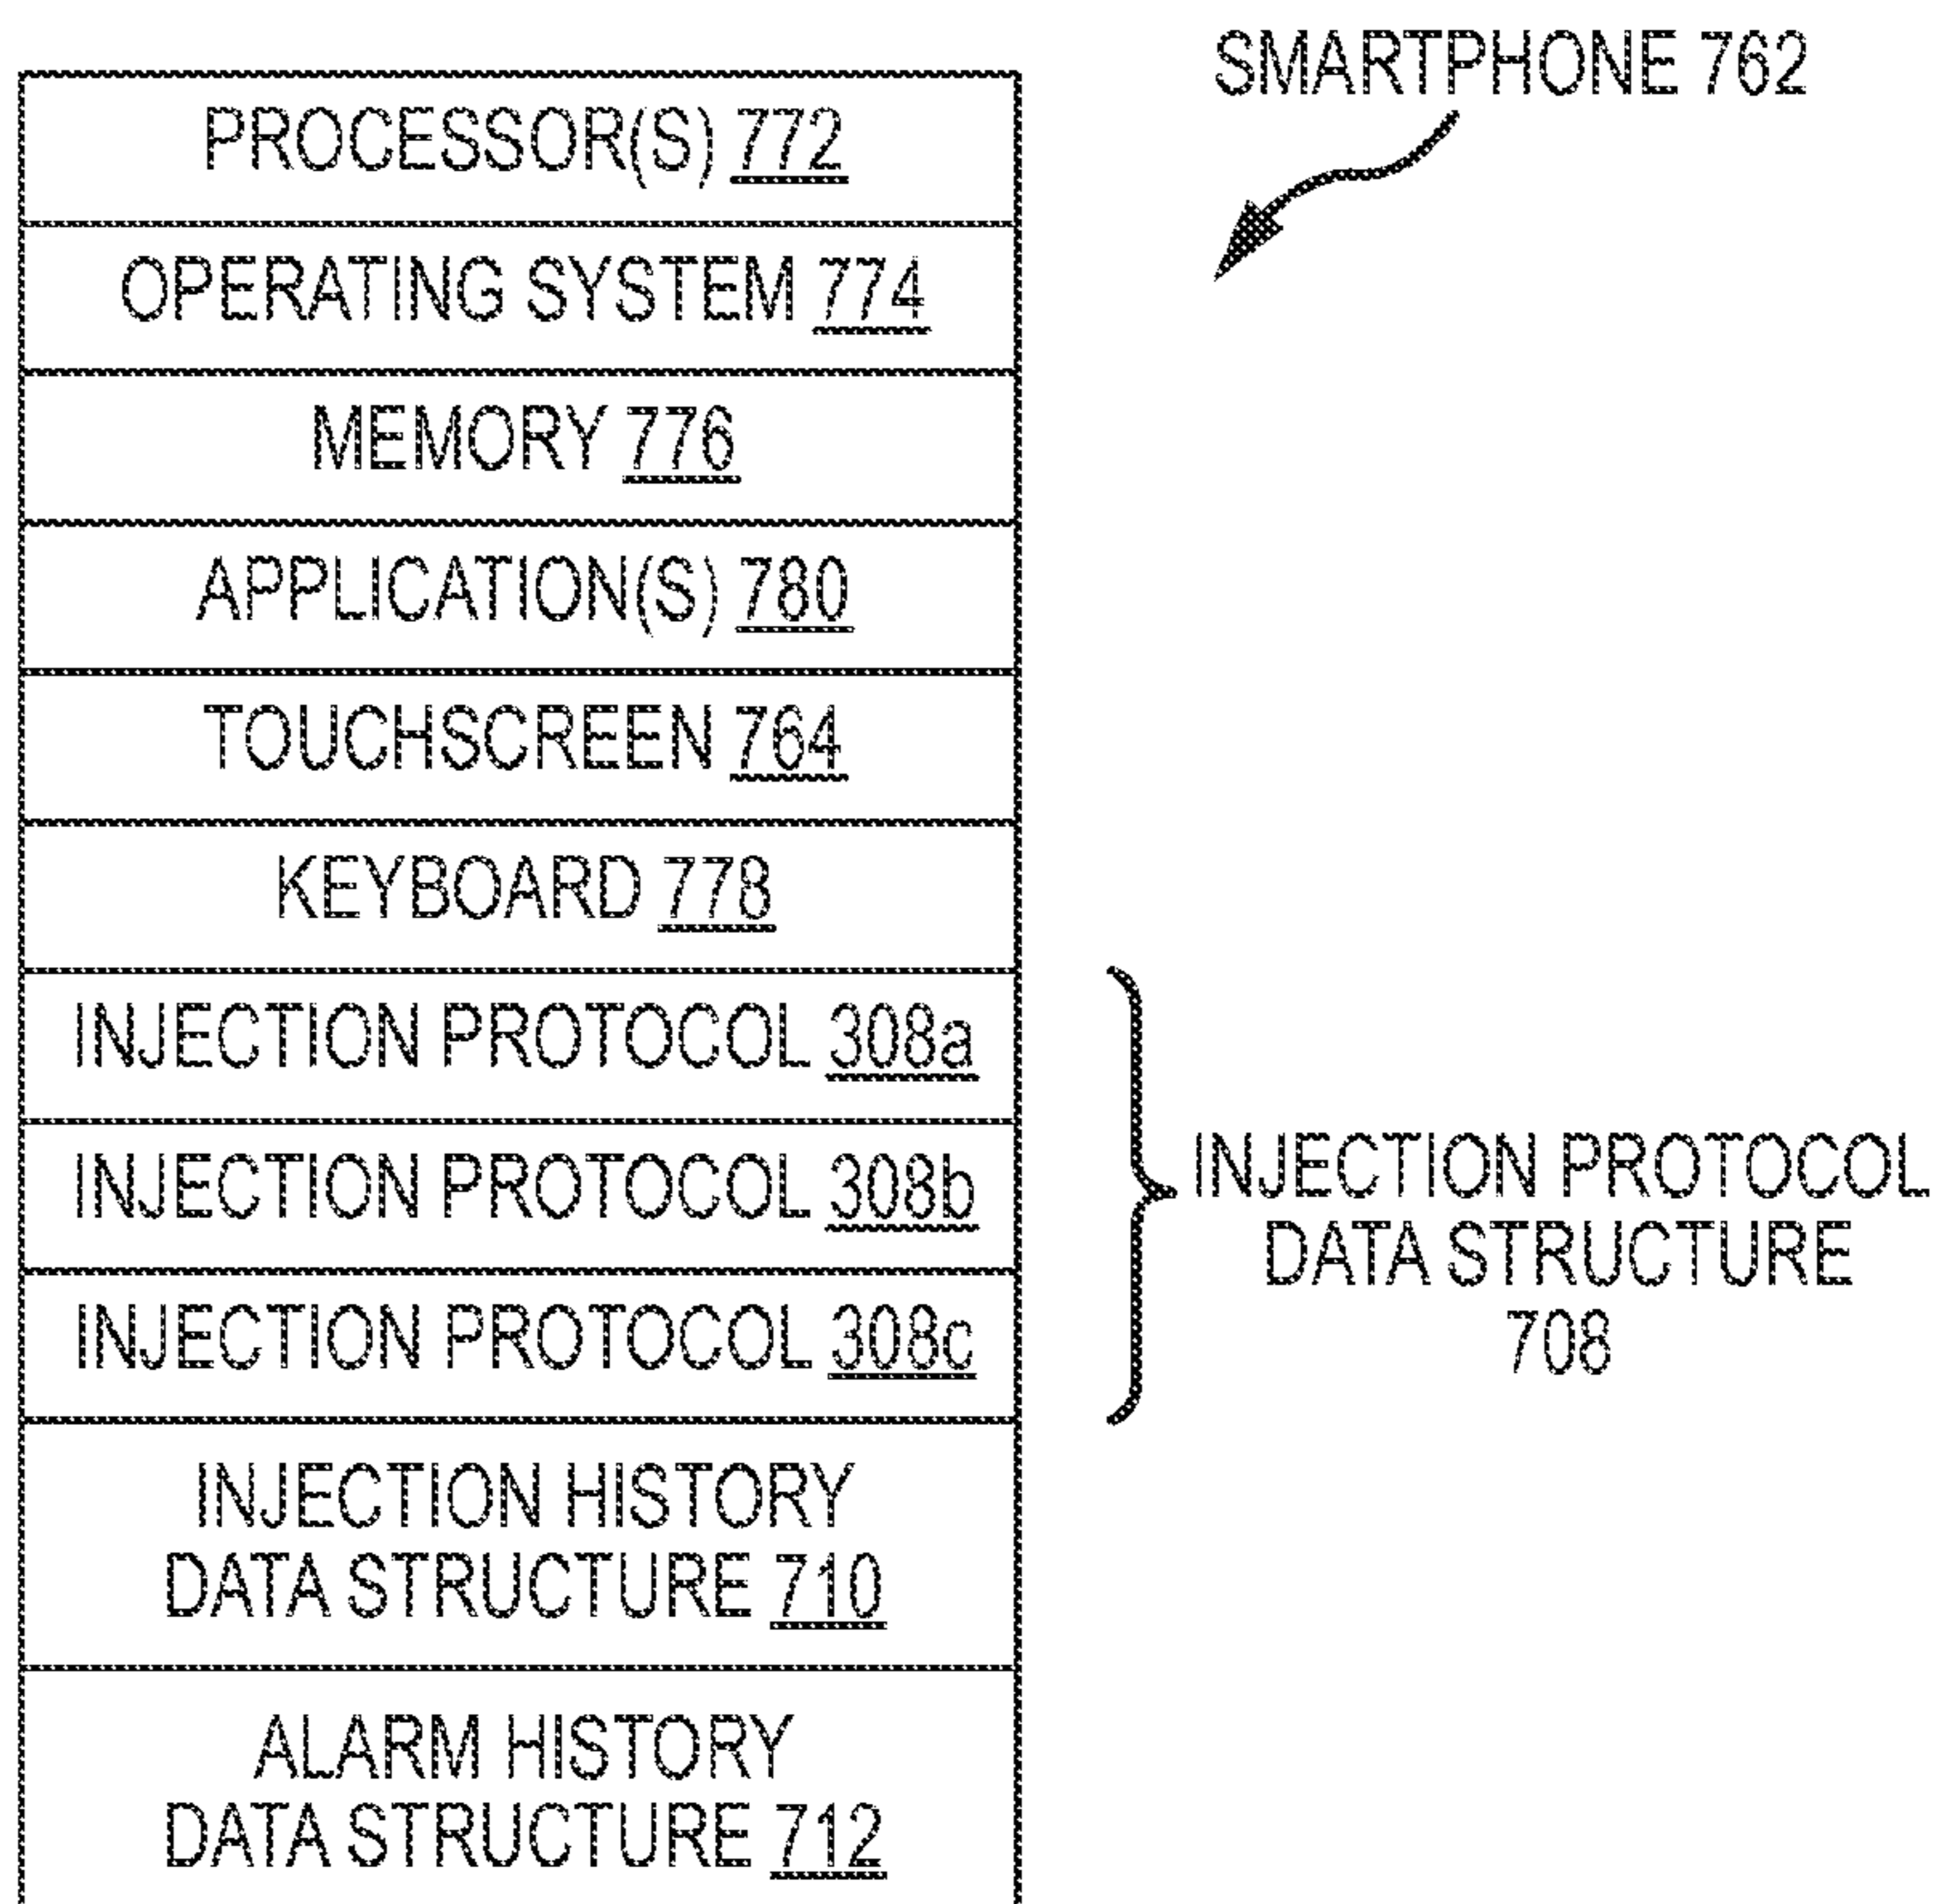 SMARTPHONE 762
PROCESSOR(S) 772
OPERATING SYSTEM 774
MEMORY 776
APPLICATION(S) 780
TOUCHSCREEN 764
KEYBOARD 778
INJECTION PROTOCOL 308a
INJECTION PROTOCOL 308b
INJECTION PROTOCOL 308c
INJECTION PROTOCOL
DATA STRUCTURE
708
INJECTION HISTORY
DATA STRUCTURE 710
ALARM HISTORY
DATA STRUCTURE 712